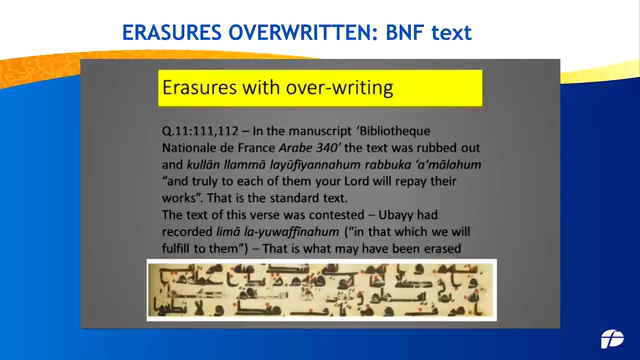 ERASURES OVERWRITTEN: BNF text
Erasures with over-writing
Q.11:111,112 – In the manuscript ‘Bibliotheque
Nationale de France Arabe 340’ the text was rubbed out
and kullān llammā layūfiyannahum rabbuka ‘a‘mālahum
“and truly to each of them your Lord will repay their
works”. That is the standard text.
The text of this verse was contested – Ubayy had
recorded limā la-yuwaffīnahum (“in that which we will
fulfill to them”) – That is what may have been erased